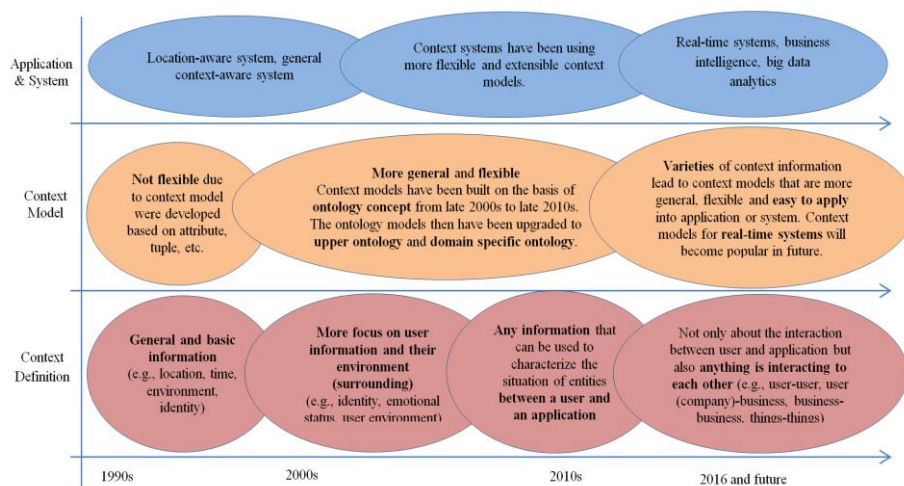 Application
& System
Location-aware system, general
context-aware system
Context systems have been using
more flexible and extensible context
models.
Real-time systems, business
intelligence, big data
analytics
Context
Model
Not flexible due
to context model
were developed
based on attribute,
tuple, etc.
More general and flexible
Context models have been built on the basis of
ontology concept from late 2000s to late 2010s.
The ontology models then have been upgraded to
upper ontology and domain specific ontology.
Varieties of context information
lead to context models that are more
general, flexible and easy to apply
into application or system. Context
models for real-time systems will
become popular in future.
Context
Definition
General and basic
information
(e.g., location, time,
environment,
identity)
More focus on user
information and their
environment
(surrounding)
(e.g., identity, emotional
status, user environment)
Any information that
can be used to
characterize the
situation of entities
between a user and
an application
Not only about the interaction
between user and application but
also anything is interacting to
each other (e.g., user-user, user
(company)-business, business-
business, things-things)
1990s
2000s
2010s
2016 and future